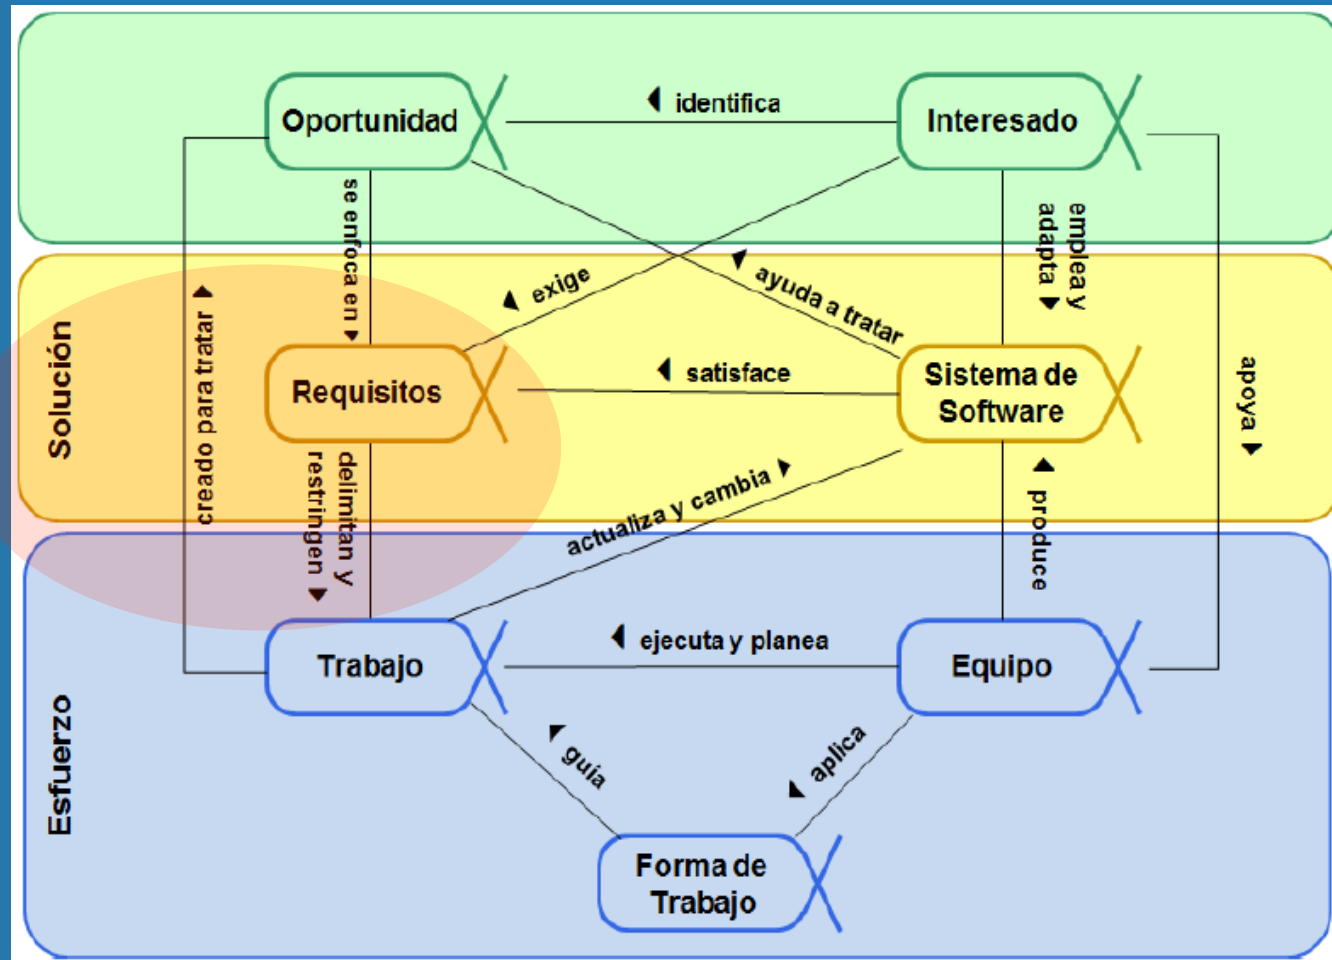 Oportunidad
identifica
Interesado
se enfoca en
emplea y
adapta
exige
ayuda a tratar
Solución
creado para tratar
Requisitos
satisface
Sistema de
Software
apoya
delimitan y
restringen
actualiza y cambia
produce
Esfuerzo
Trabajo
ejecuta y planea
Equipo
guía
aplica
Forma de
Trabajo